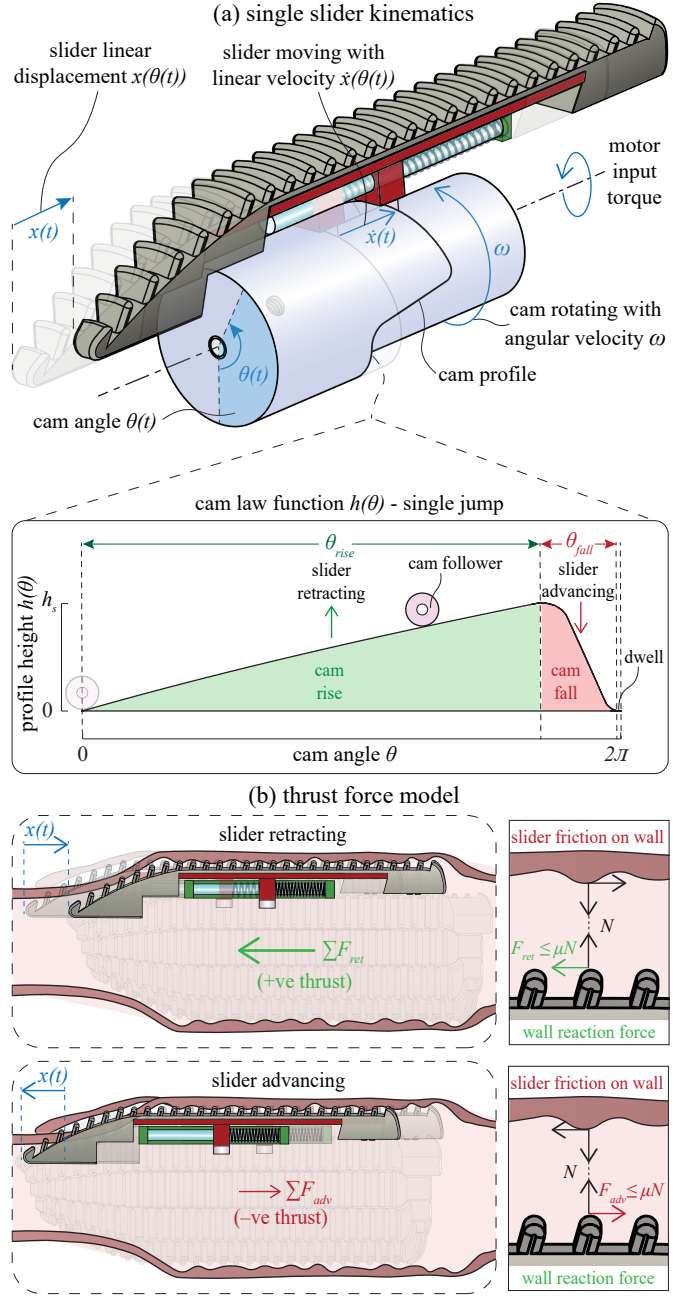 (a) single slider kinematics
slider linear
displacement x(θ(t))
slider moving with
linear velocity ẋ(θ(t))
motor
input
torque
x(t)
ẋ(t)
ω
cam rotating with
angular velocity ω
cam profile
θ(t)
cam angle θ(t)
cam law function h(θ) - single jump
θrise
θfall
slider
retracting
cam follower
slider
advancing
profile height h(θ)
hs
cam
rise
cam
fall
dwell
0
0
cam angle θ
2π
(b) thrust force model
x(t)
slider retracting
ΣFret
(+ve thrust)
slider friction on wall
N
Fret ≤ μN
wall reaction force
x(t)
slider advancing
ΣFadv
(–ve thrust)
slider friction on wall
N
Fadv ≤ μN
wall reaction force